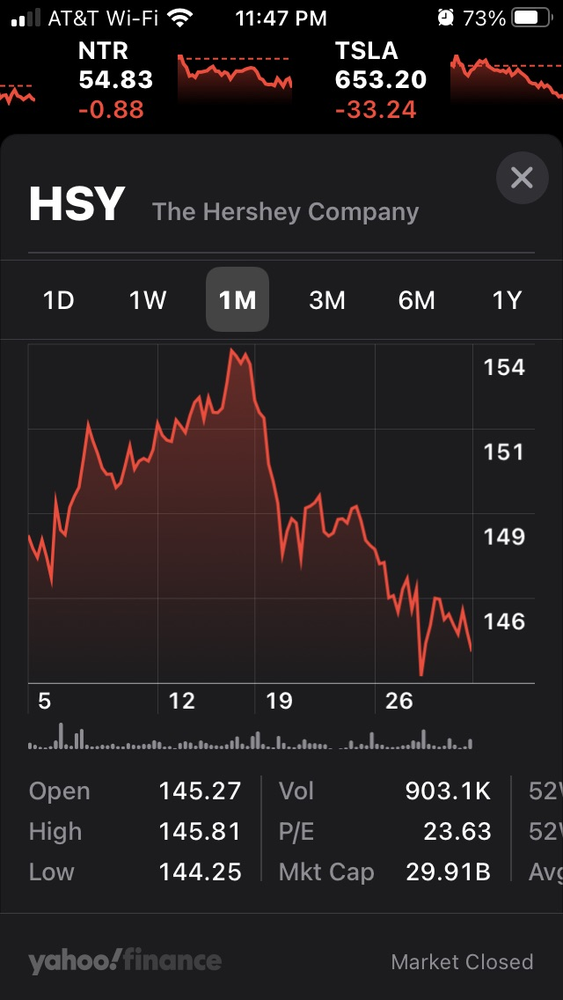 AT&T Wi-Fi 11:47 PM 73%
NTR TSLA
54.83 653.20
-0.88 -33.24
HSY The Hershey Company
1D 1W 1M 3M 6M 1Y
154
151
149
146
5 12 19 26
Open 145.27 Vol 903.1K 52W
High 145.81 P/E 23.63 52W
Low 144.25 Mkt Cap 29.91B Avg
yahoo!finance Market Closed